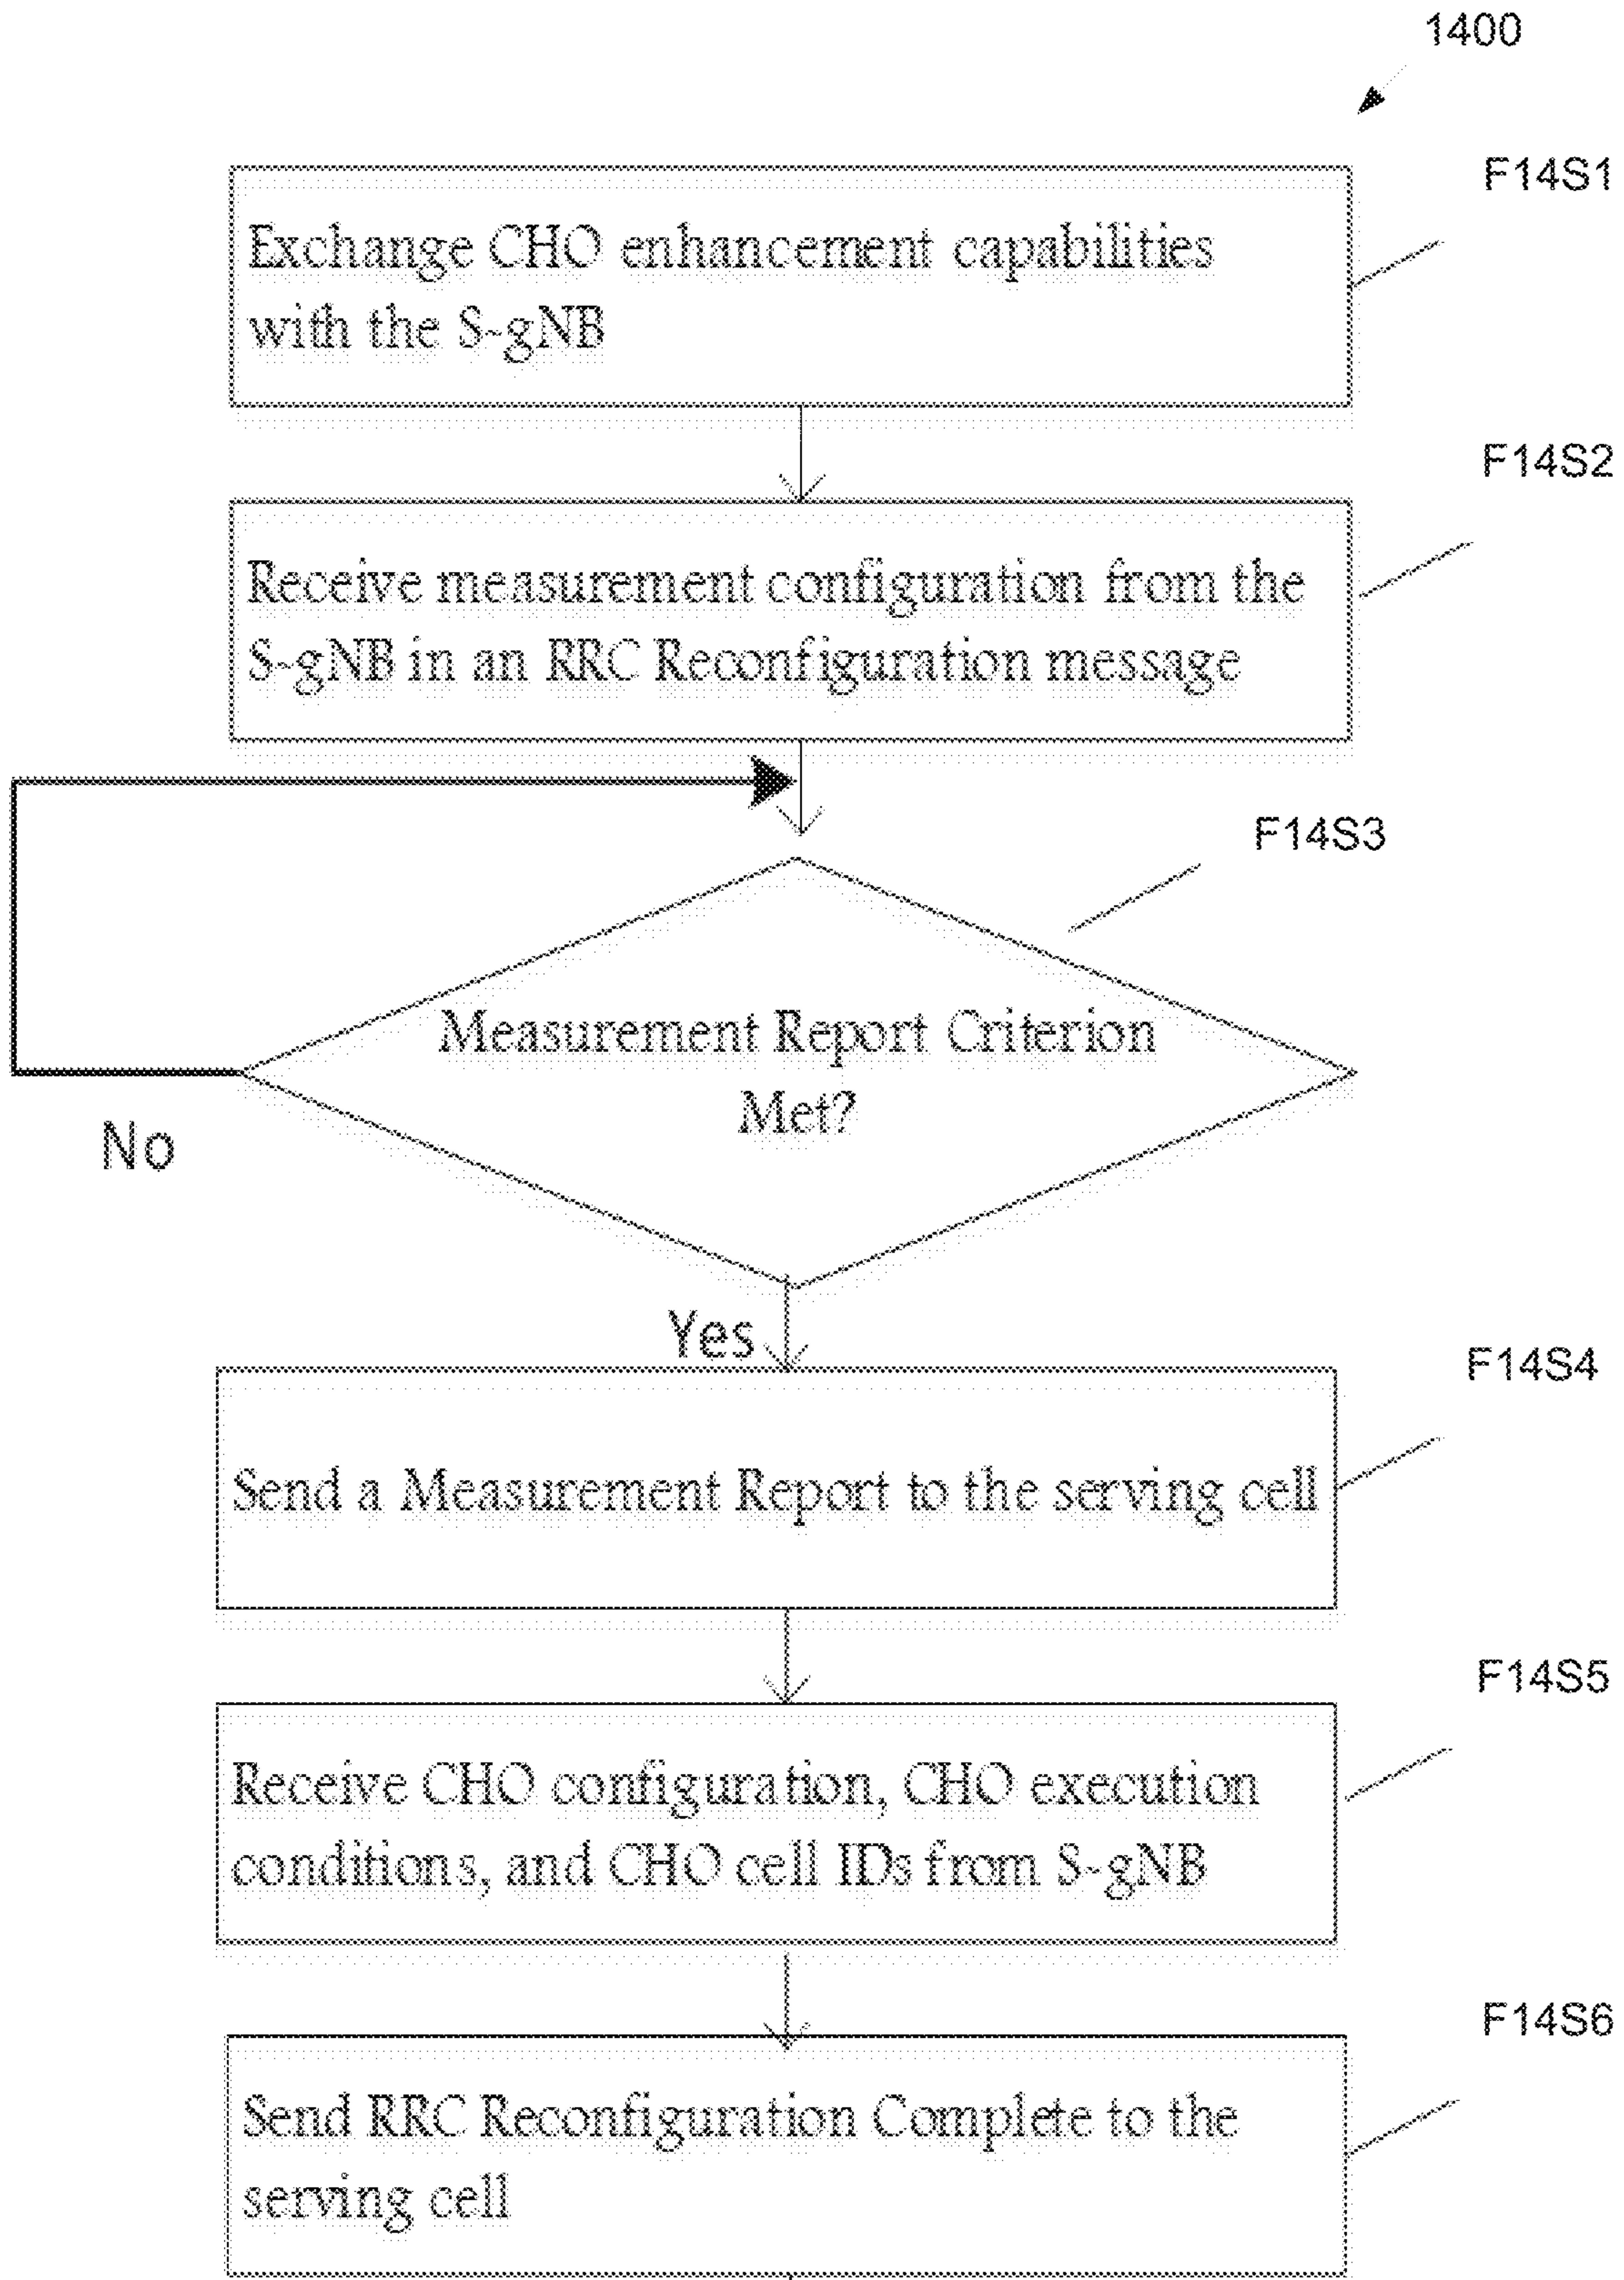 1400
F14S1
Exchange CHO enhancement capabilities
with the S-gNB
F14S2
Receive measurement configuration from the
S-gNB in an RRC Reconfiguration message
F14S3
Measurement Report Criterion
Met?
No
Yes
F14S4
Send a Measurement Report to the serving cell
F14S5
Receive CHO configuration, CHO execution
conditions, and CHO cell IDs from S-gNB
F14S6
Send RRC Reconfiguration Complete to the
serving cell